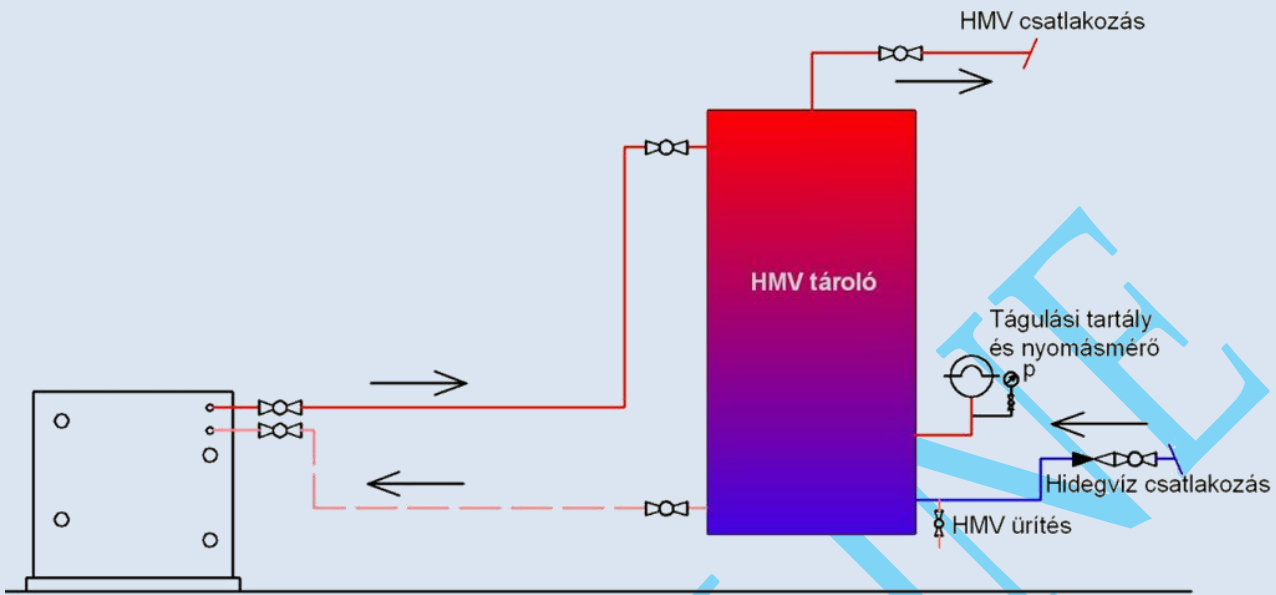 HMV csatlakozás
HMV tároló
Tágulási tartály
és nyomásmérő
p
Hidegvíz csatlakozás
HMV ürítés